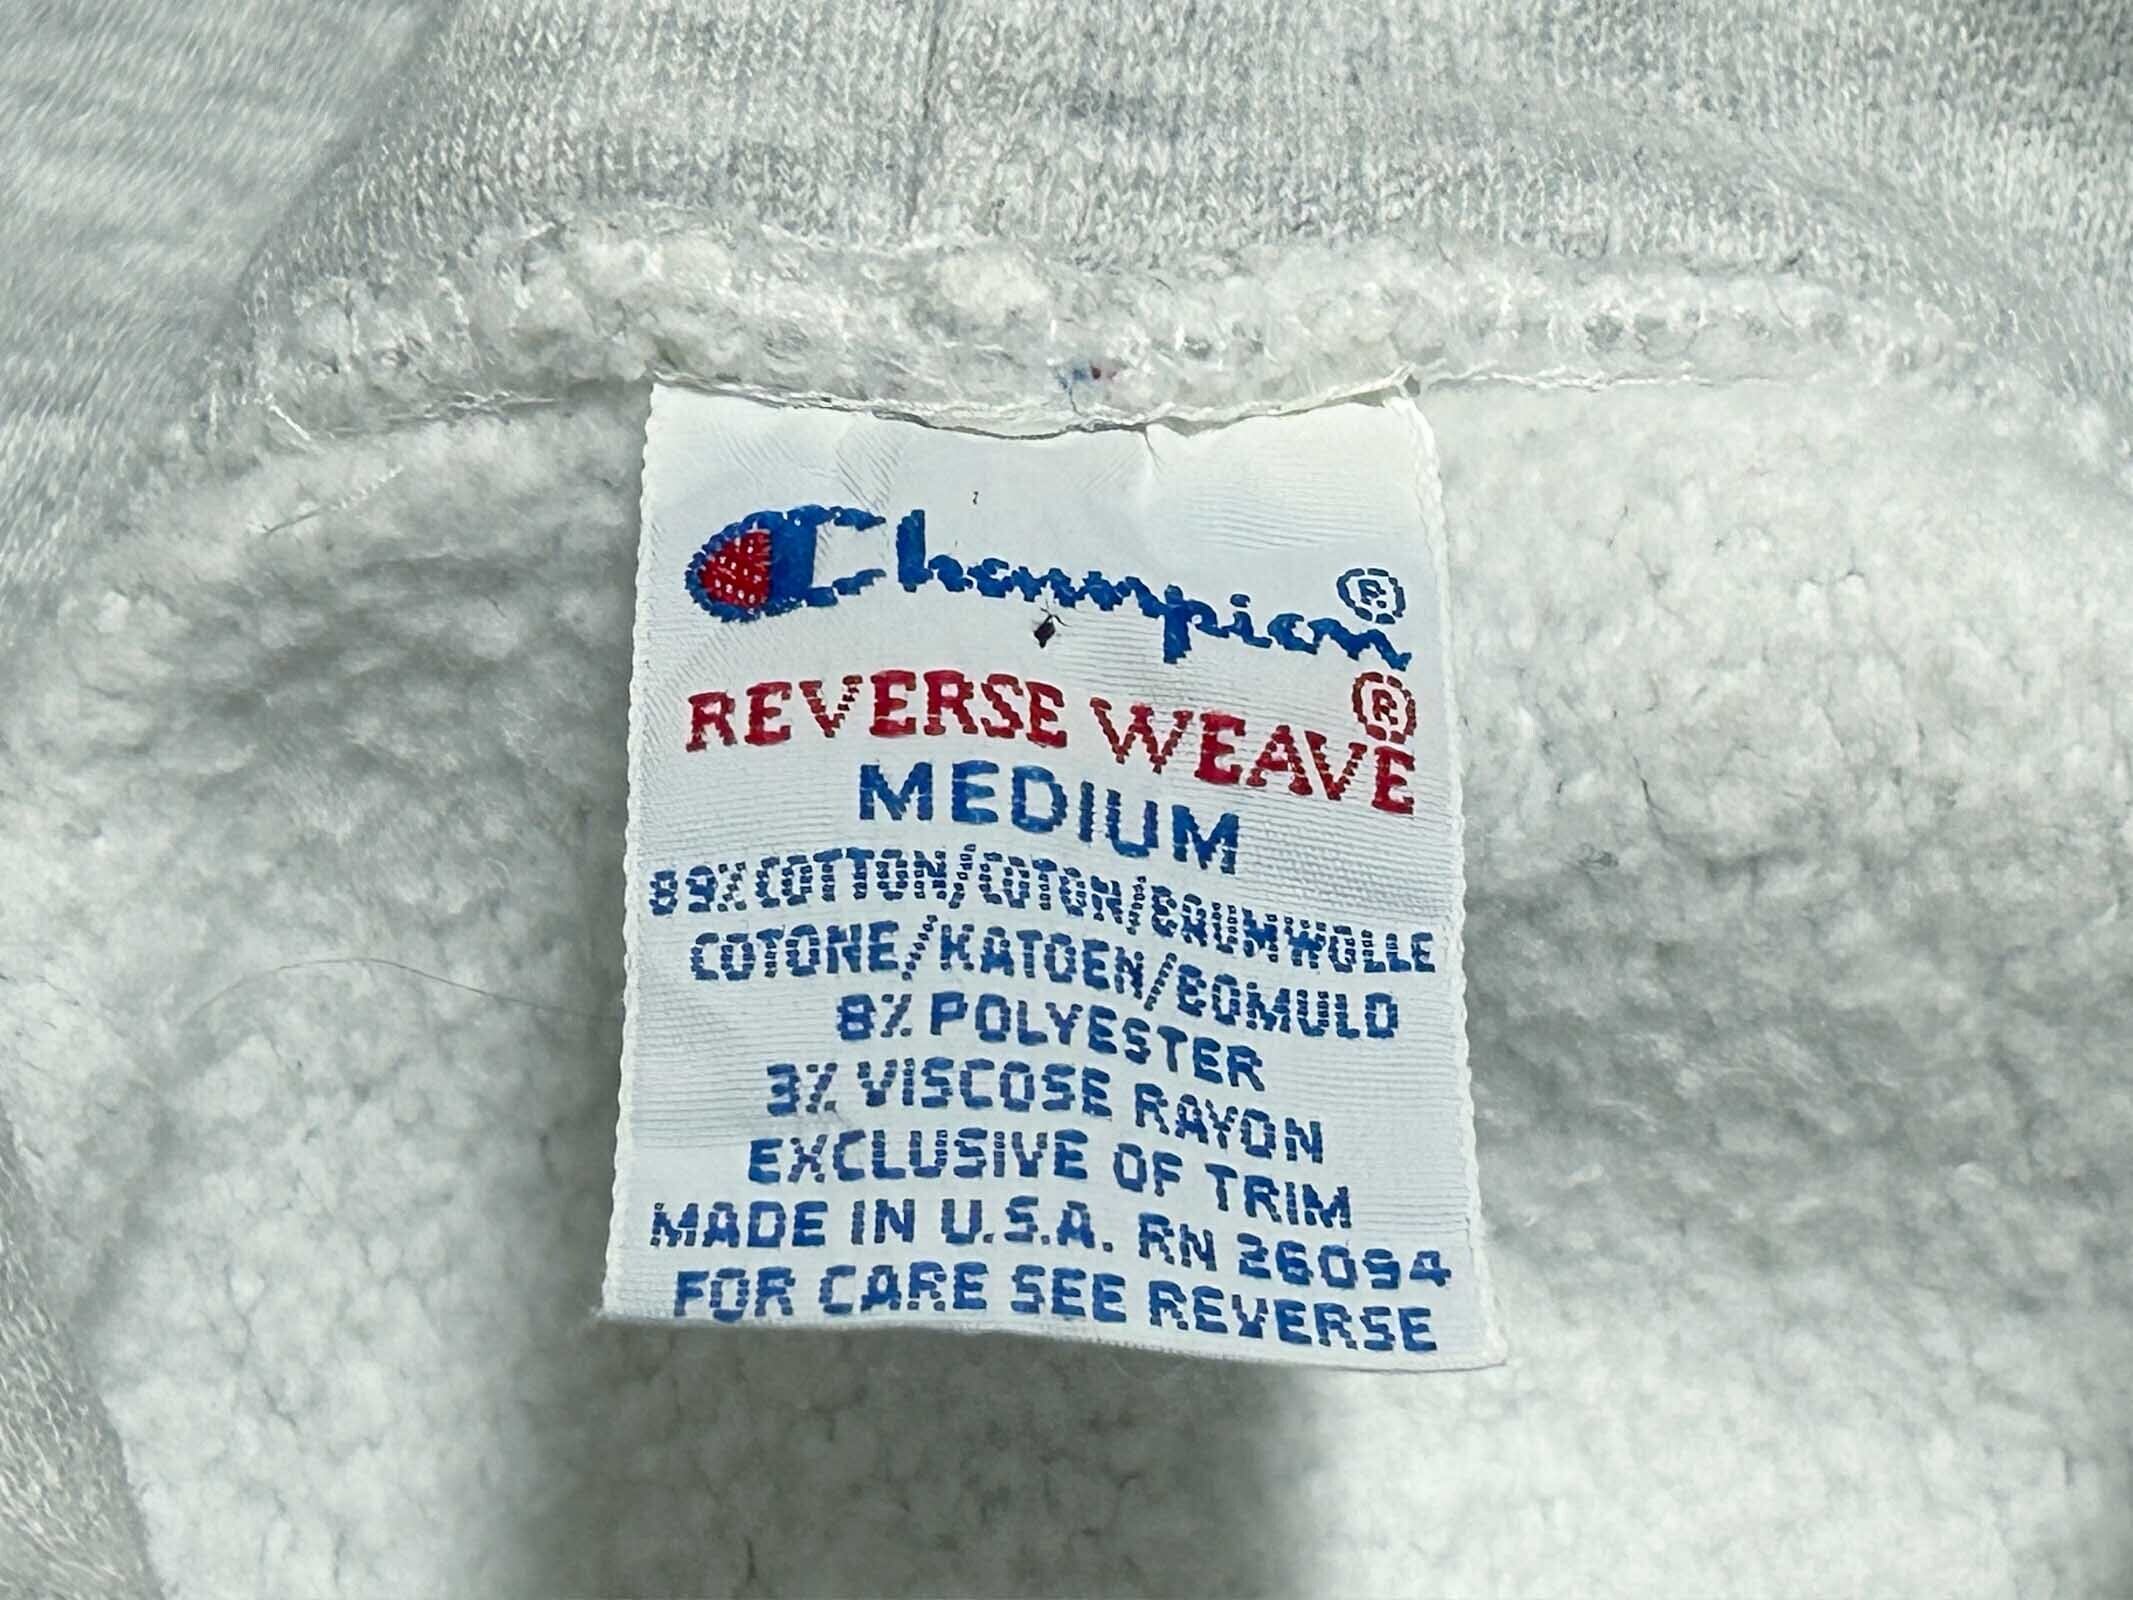 Champion®
REVERSE WEAVE®
MEDIUM
89% COTTON/COTON/BAUMWOLLE
COTONE/KATOEN/BOMULD
8% POLYESTER
3% VISCOSE RAYON
EXCLUSIVE OF TRIM
MADE IN U.S.A. RN 26094
FOR CARE SEE REVERSE